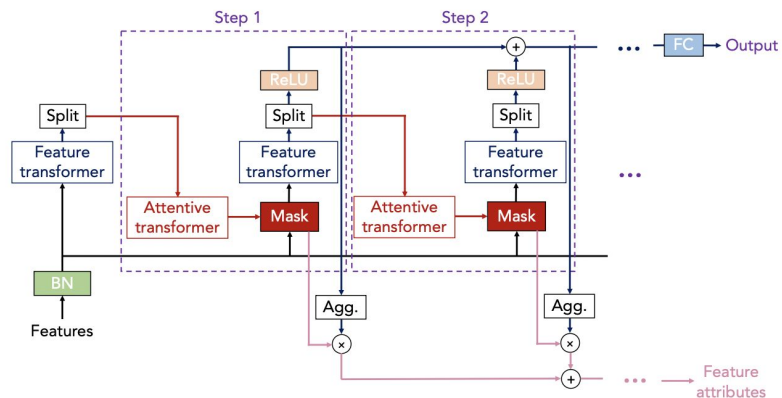 Step 1
Step 2
FC
Output
ReLU
ReLU
Split
Split
Split
Feature
transformer
Feature
transformer
Feature
transformer
Attentive
transformer
Mask
Attentive
transformer
Mask
BN
Features
Agg.
Agg.
×
×
+
+
Feature
attributes